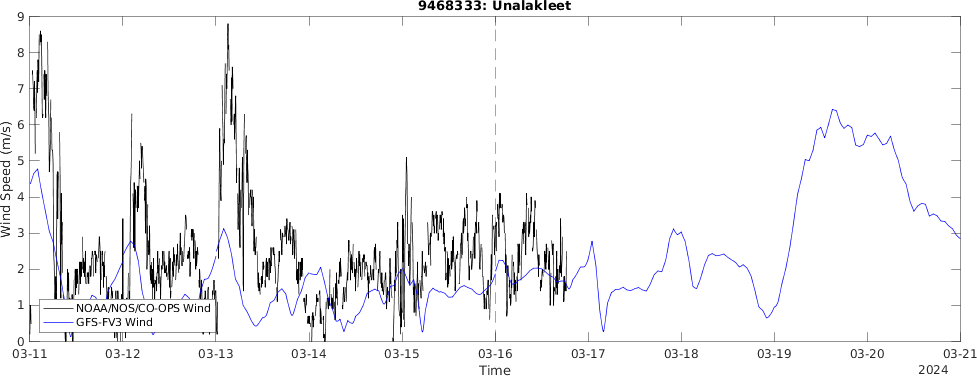 9468333: Unalakleet
Wind Speed (m/s)
9
8
7
6
5
4
3
2
1
0
NOAA/NOS/CO-OPS Wind
GFS-FV3 Wind
03-11 03-12 03-13 03-14 03-15 03-16 03-17 03-18 03-19 03-20 03-21
Time
2024